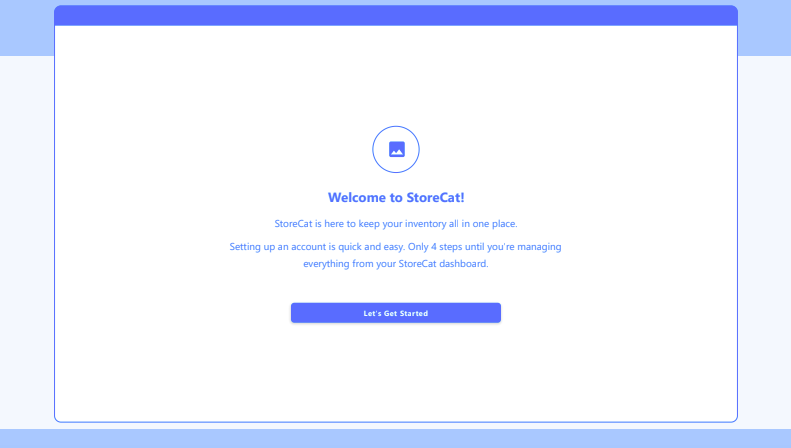 Welcome to StoreCat!
StoreCat is here to keep your inventory all in one place.
Setting up an account is quick and easy. Only 4 steps until you're managing
everything from your StoreCat dashboard.
Let's Get Started